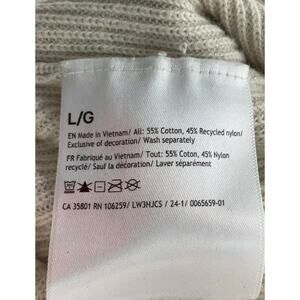 L/G
EN Made in Vietnam/ All: 55% Cotton, 45% Recycled nylon/
Exclusive of decoration/ Wash separately
FR Fabriqué au Vietnam/ Tout: 55% Coton, 45% Nylon
recyclé/ Sauf la décoration/ Laver séparément
CA 35801 RN 106259/ LW3HJCS / 24-1/ 0065659-01